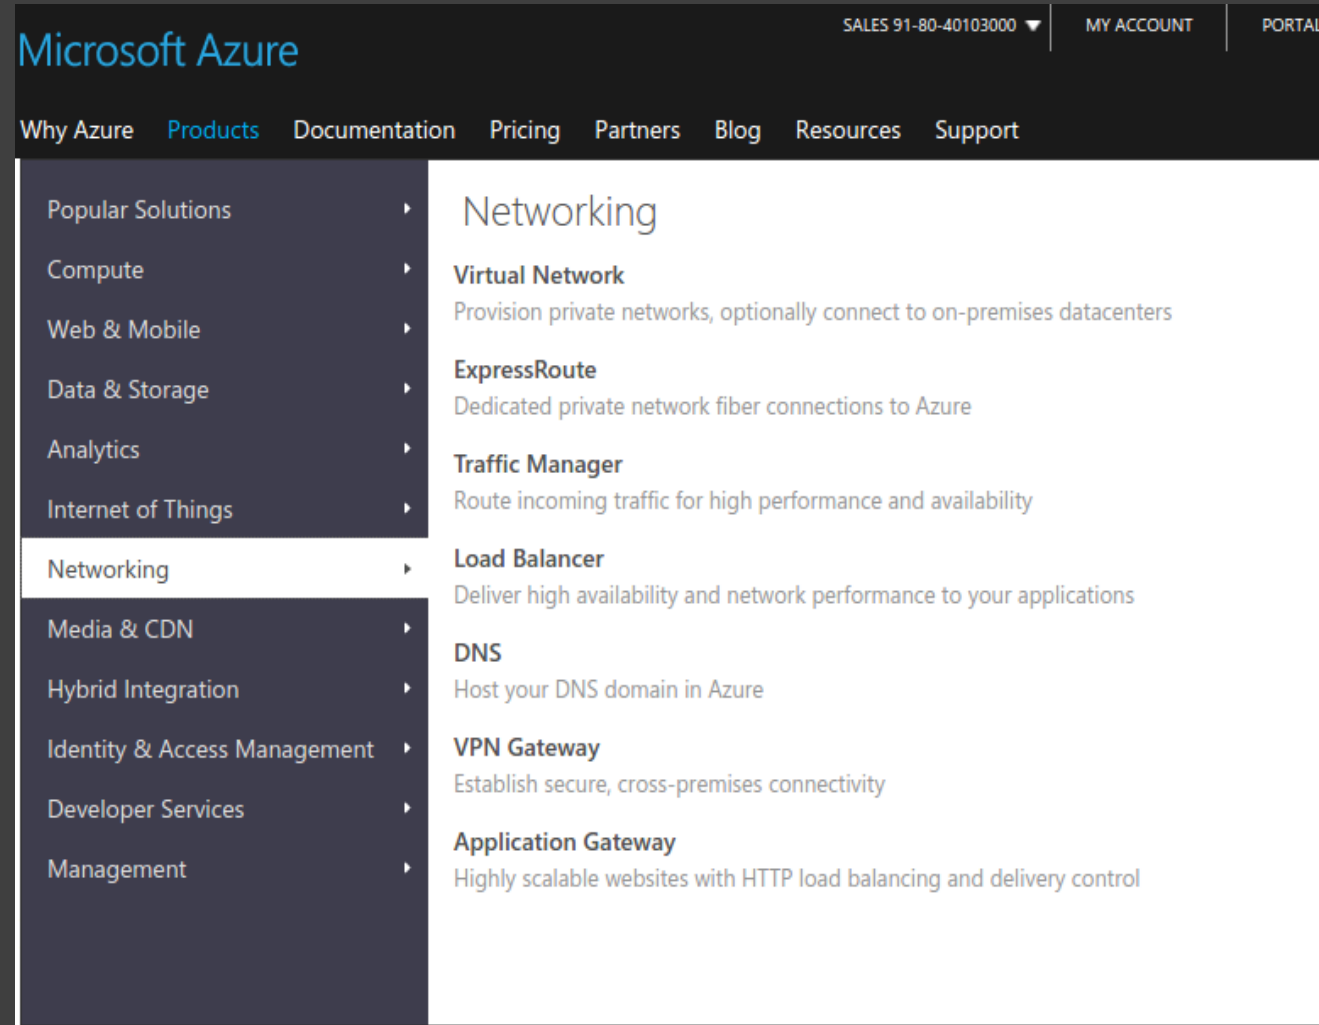 SALES 91-80-40103000
MY ACCOUNT
PORTAL
Microsoft Azure
Why Azure Products Documentation Pricing Partners Blog Resources Support
Popular Solutions
Compute
Web & Mobile
Data & Storage
Analytics
Internet of Things
Networking
Media & CDN
Hybrid Integration
Identity & Access Management
Developer Services
Management
Networking
Virtual Network
Provision private networks, optionally connect to on-premises datacenters
ExpressRoute
Dedicated private network fiber connections to Azure
Traffic Manager
Route incoming traffic for high performance and availability
Load Balancer
Deliver high availability and network performance to your applications
DNS
Host your DNS domain in Azure
VPN Gateway
Establish secure, cross-premises connectivity
Application Gateway
Highly scalable websites with HTTP load balancing and delivery control